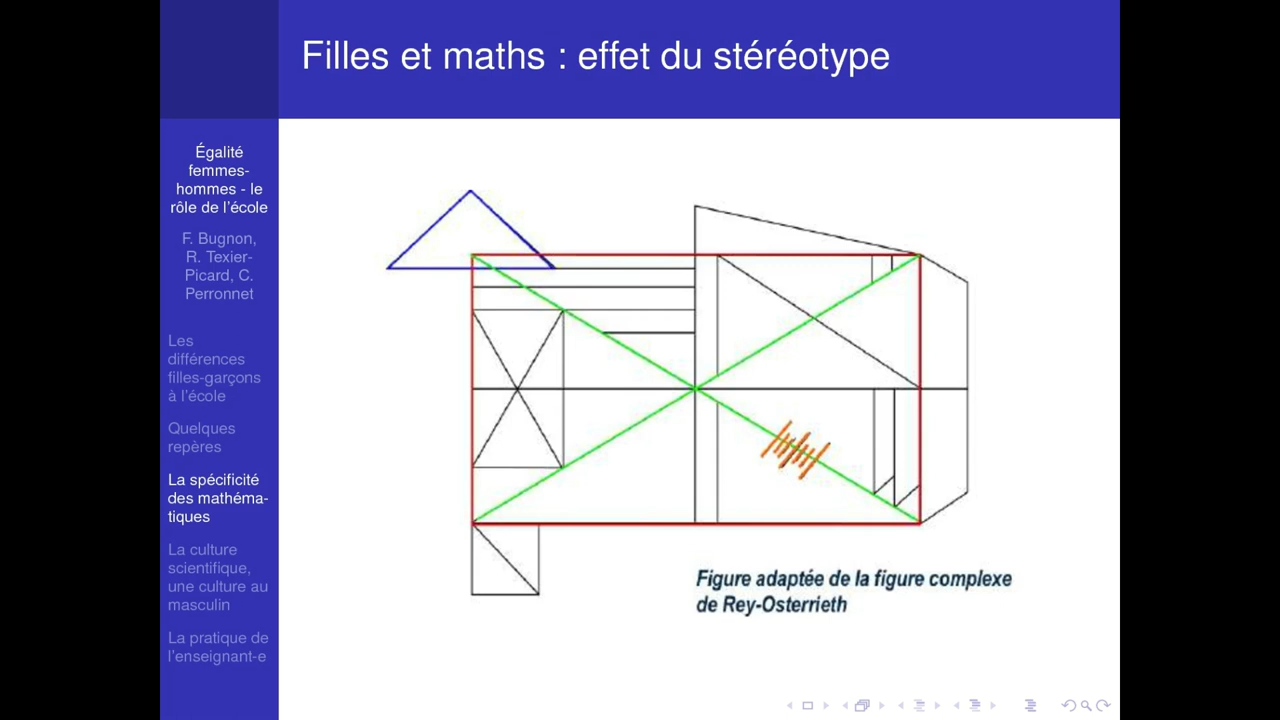 Filles et maths : effet du stéréotype
Égalité
femmes-
hommes - le
rôle de l'école
F. Bugnon,
R. Texier-
Picard, C.
Perronnet
Les
différences
filles-garçons
à l'école
Quelques
repères
La spécificité
des mathéma-
tiques
La culture
scientifique,
une culture au
masculin
La pratique de
l'enseignant-e
Figure adaptée de la figure complexe
de Rey-Osterrieth